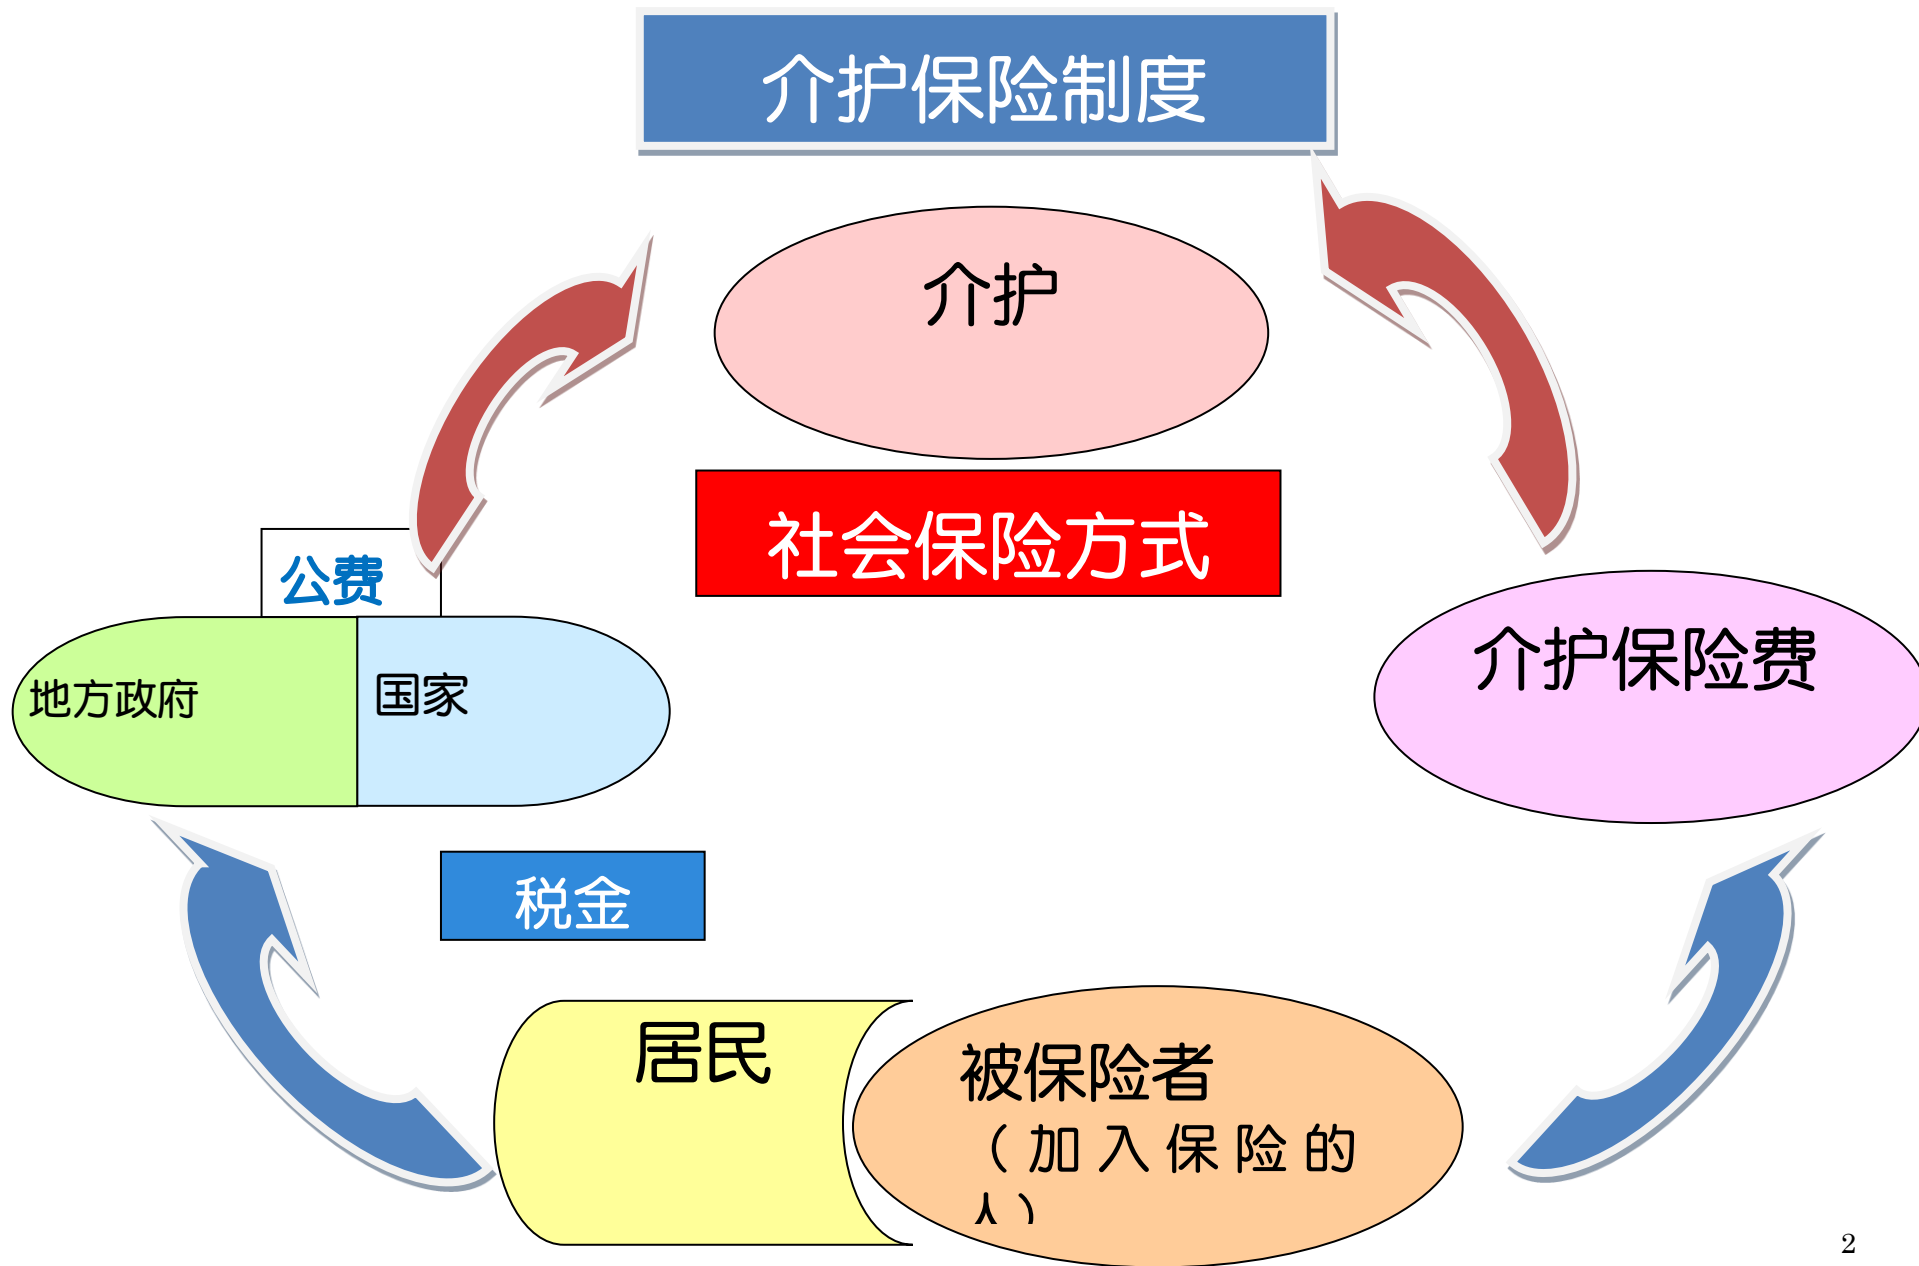 介护保险制度
介护
社会保险方式
公费
地方政府
国家
介护保险费
税金
居民
被保险者
（加入保险的
人）
2